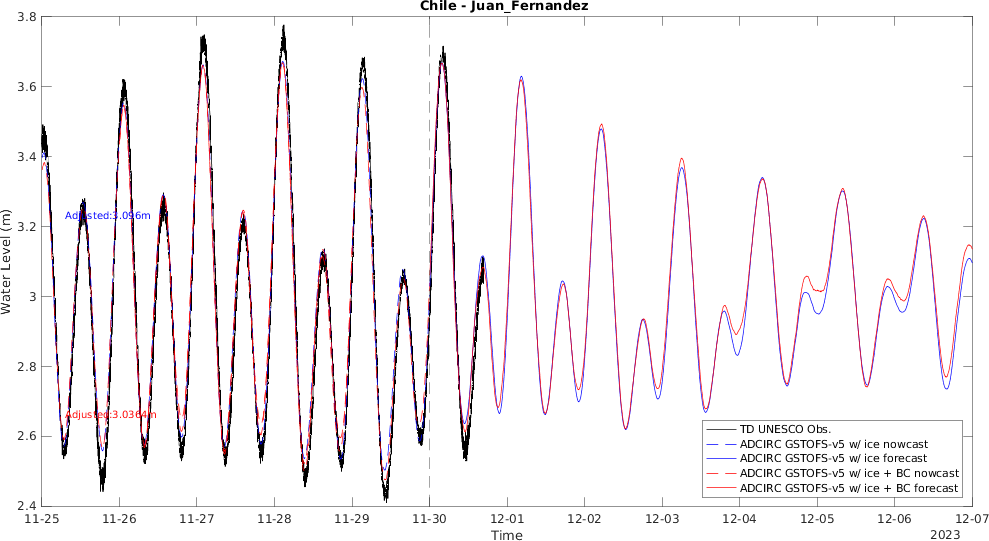 Chile - Juan_Fernandez
3.8
3.6
3.4
3.2
3
2.8
2.6
2.4
Water Level (m)
Adjusted:3.096m
Adjusted:3.0364m
TD UNESCO Obs.
ADCIRC GSTOFS-v5 w/ ice nowcast
ADCIRC GSTOFS-v5 w/ ice forecast
ADCIRC GSTOFS-v5 w/ ice + BC nowcast
ADCIRC GSTOFS-v5 w/ ice + BC forecast
11-25 11-26 11-27 11-28 11-29 11-30 12-01 12-02 12-03 12-04 12-05 12-06 12-07
Time
2023